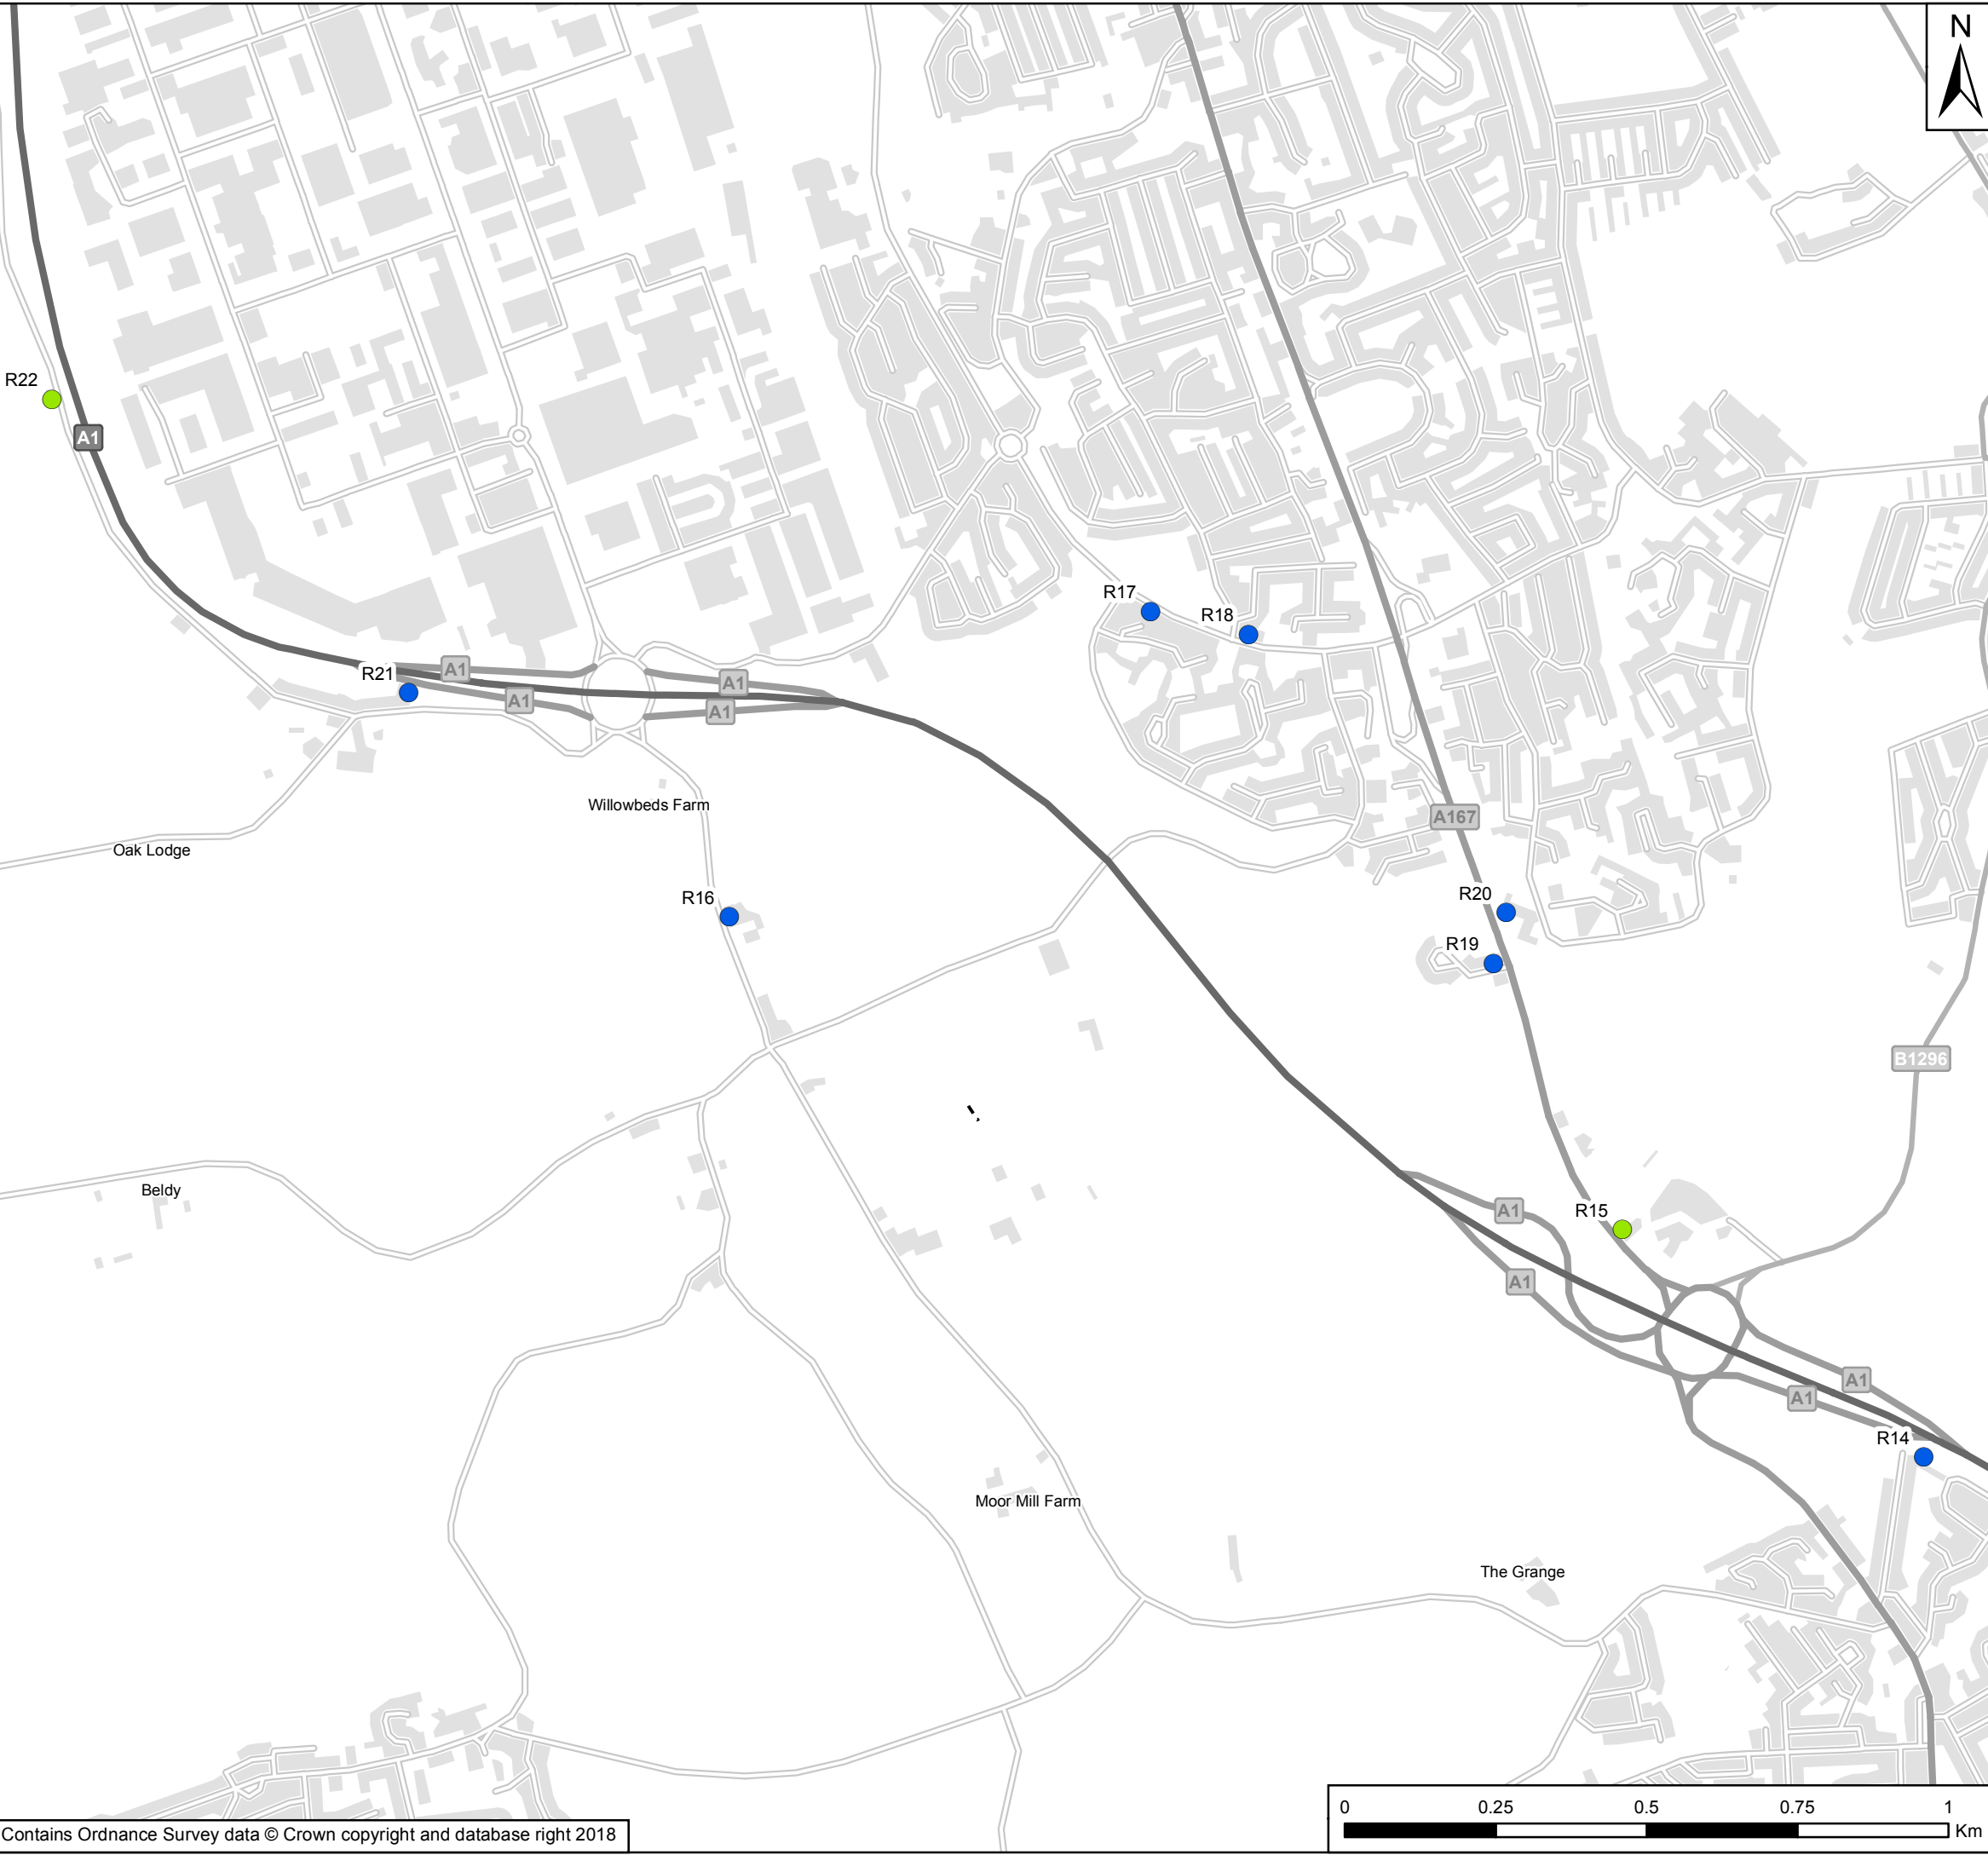 N
R22
A1
R17
R18
A1
R21
A1
A1
A1
Willowbeds Farm
A167
Oak Lodge
R20
R16
R19
B1296
Beldy
A1
R15
A1
A1
A1
R14
Moor Mill Farm
The Grange
0 0.25 0.5 0.75 1
Km
Contains Ordnance Survey data © Crown copyright and database right 2018